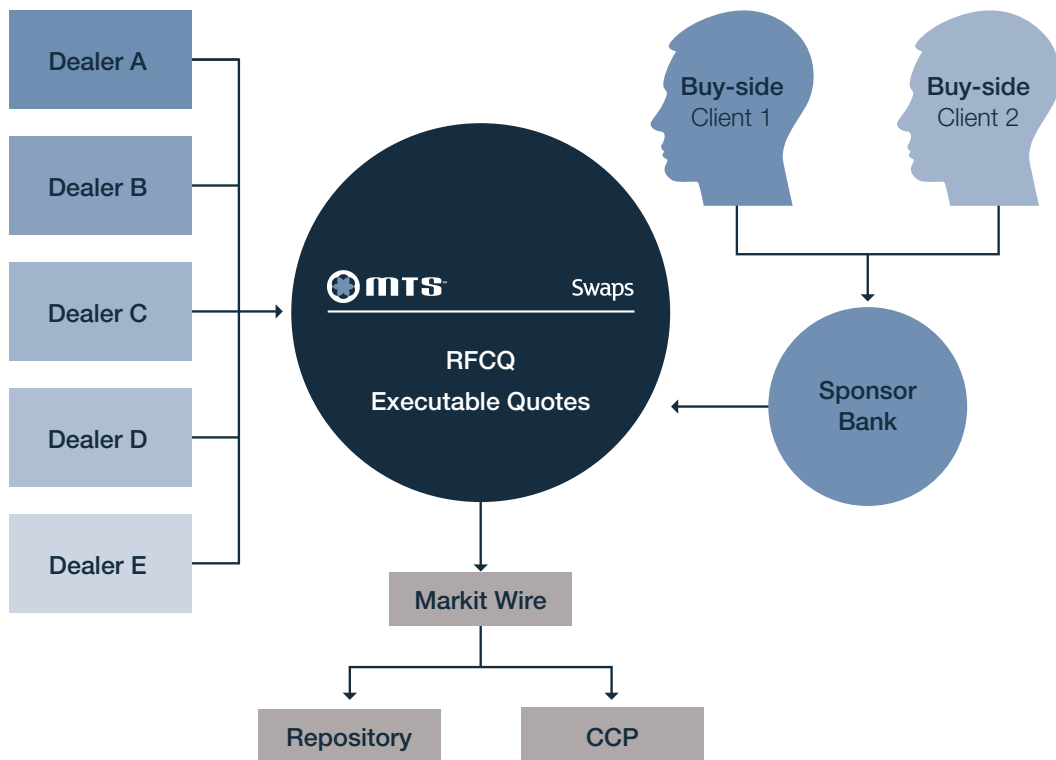 Dealer A
Dealer B
Dealer C
Dealer D
Dealer E
MTS™ Swaps
RFCQ
Executable Quotes
Buy-side
Client 1
Buy-side
Client 2
Sponsor
Bank
Markit Wire
Repository
CCP